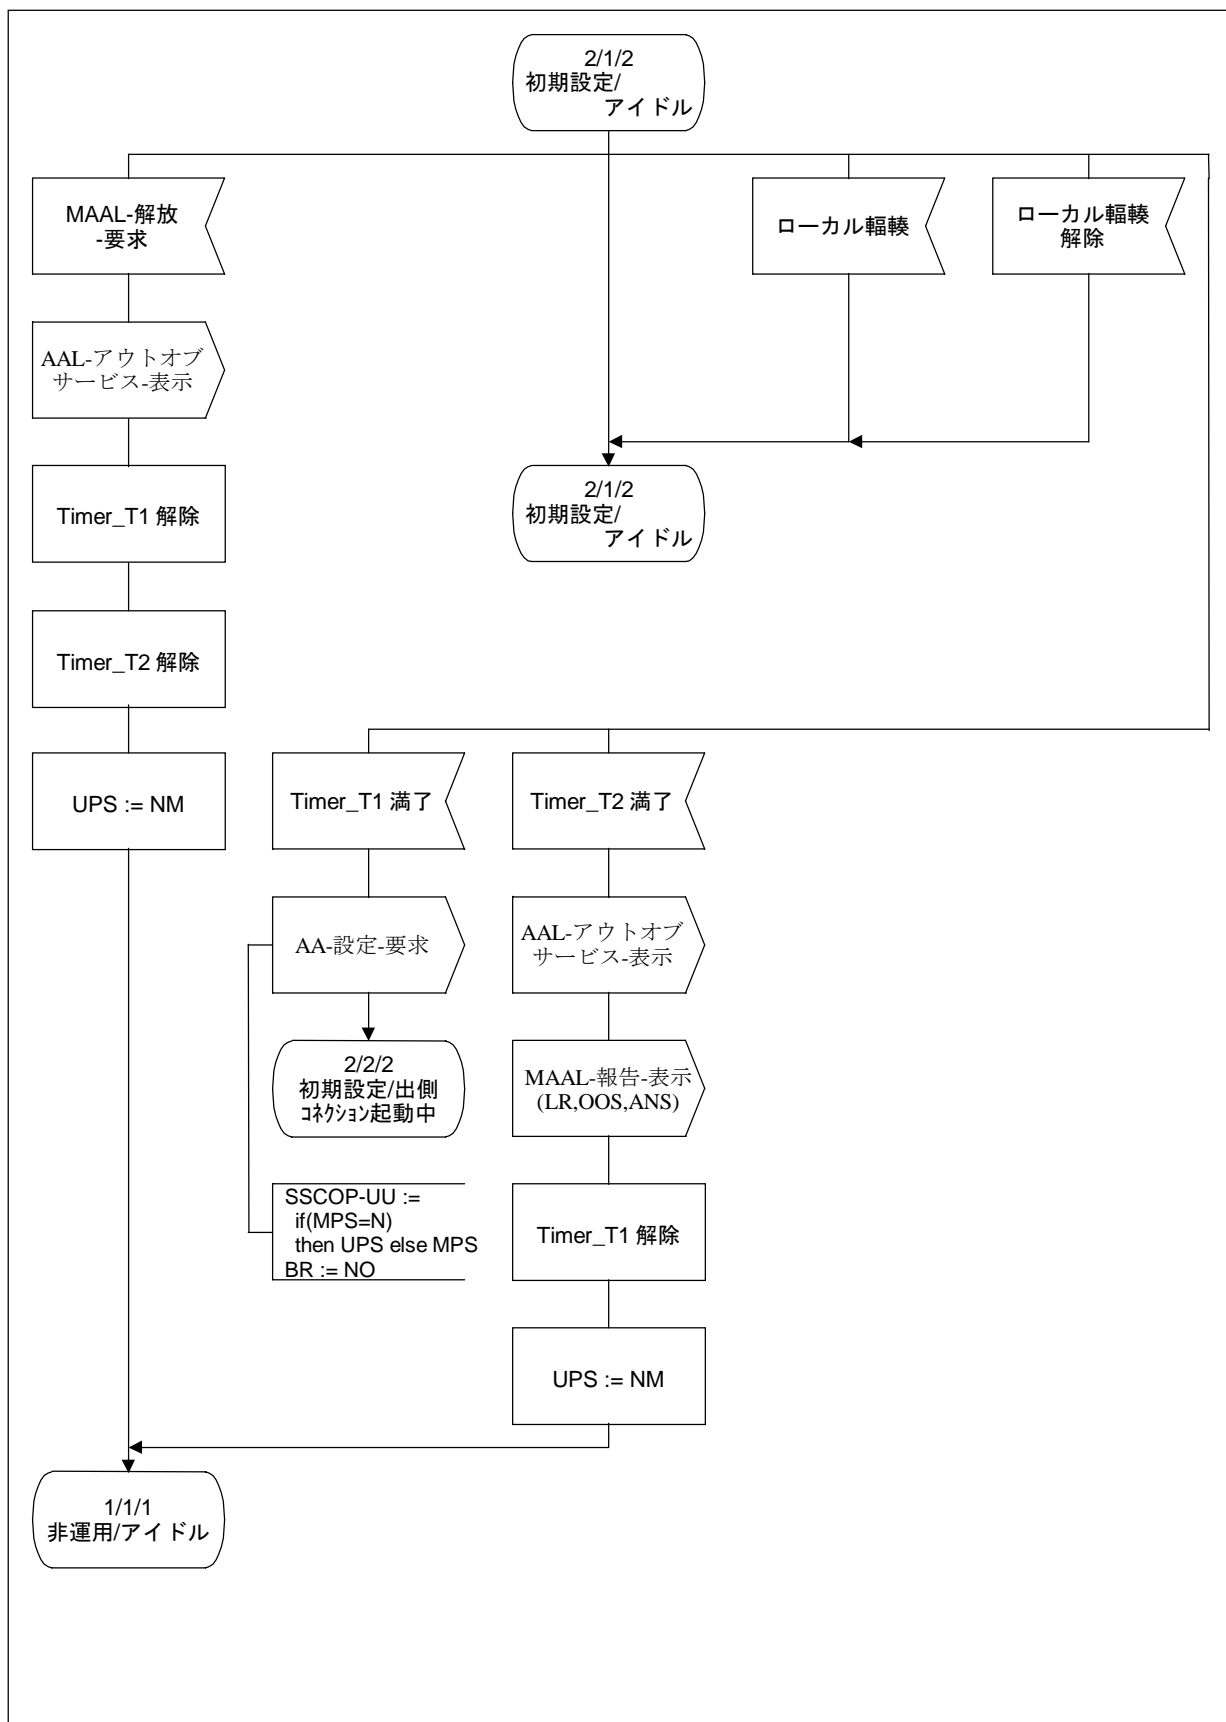 2/1/2
初期設定/
アイドル
MAAL-解放
-要求
ローカル輻輳
ローカル輻輳
解除
AAL-アウトオブ
サービス-表示
Timer_T1 解除
2/1/2
初期設定/
アイドル
Timer_T2 解除
UPS := NM
Timer_T1 満了
Timer_T2 満了
AA-設定-要求
AAL-アウトオブ
サービス-表示
2/2/2
初期設定/出側
ｺﾈｸｼｮﾝ起動中
MAAL-報告-表示
(LR,OOS,ANS)
SSCOP-UU :=
if(MPS=N)
then UPS else MPS
BR := NO
Timer_T1 解除
UPS := NM
1/1/1
非運用/アイドル